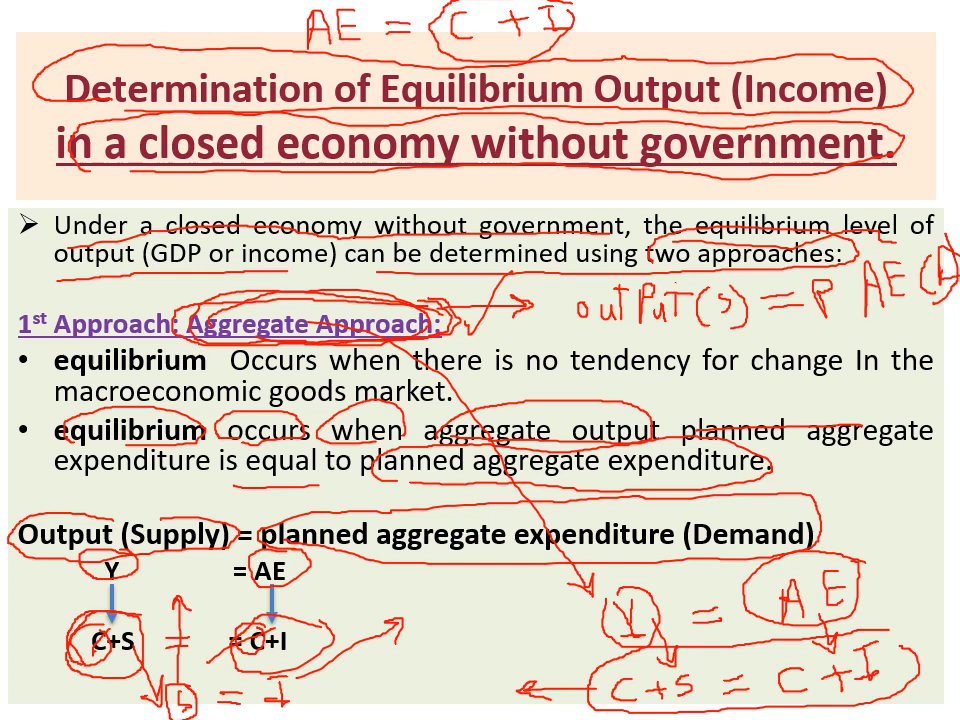 AE = C + I
Determination of Equilibrium Output (Income)
in a closed economy without government.
➢ Under a closed economy without government, the equilibrium level of
output (GDP or income) can be determined using two approaches:
output(s) = P AE(D
1st Approach: Aggregate Approach:
• equilibrium Occurs when there is no tendency for change In the
macroeconomic goods market.
• equilibrium occurs when aggregate output planned aggregate
expenditure is equal to planned aggregate expenditure.
Output (Supply) = planned aggregate expenditure (Demand)
Y = AE
Y = AE
C+S = = C+I
C+S = C+I
S = I